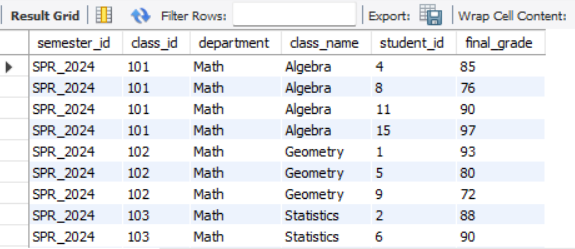 Result Grid Filter Rows: Export: Wrap Cell Content:
semester_id class_id department class_name student_id final_grade
SPR_2024 101 Math Algebra 4 85
SPR_2024 101 Math Algebra 8 76
SPR_2024 101 Math Algebra 11 90
SPR_2024 101 Math Algebra 15 97
SPR_2024 102 Math Geometry 1 93
SPR_2024 102 Math Geometry 5 80
SPR_2024 102 Math Geometry 9 72
SPR_2024 103 Math Statistics 2 88
SPR_2024 103 Math Statistics 6 90